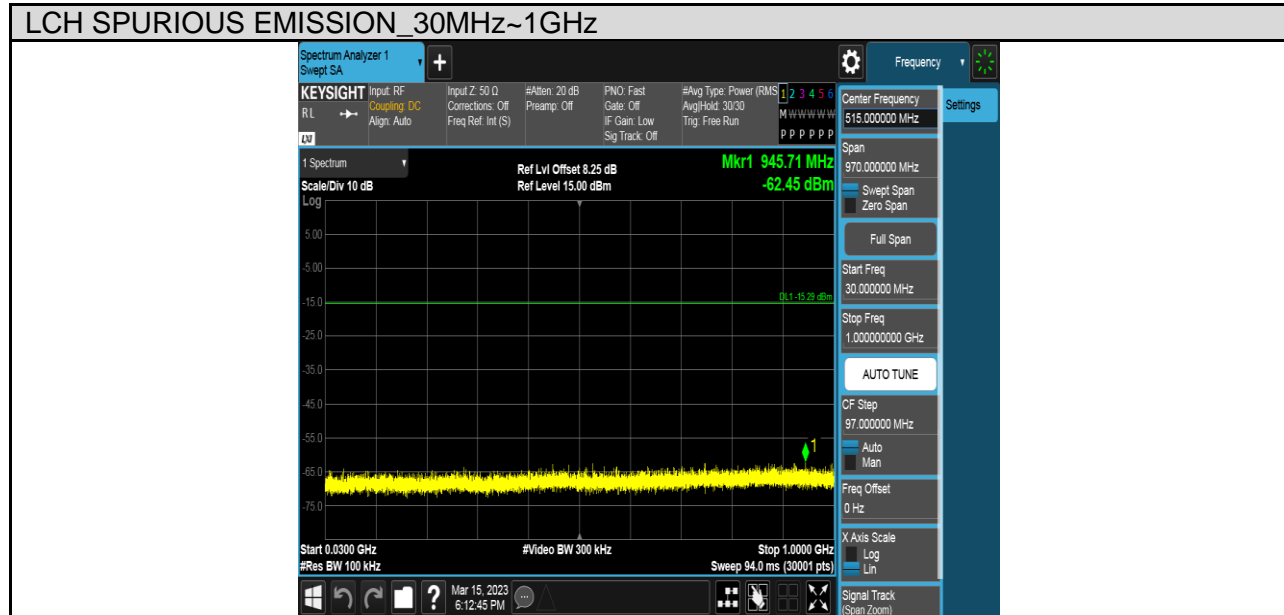 LCH SPURIOUS EMISSION_30MHz~1GHz
Spectrum Analyzer 1
Swept SA
+
Frequency
KEYSIGHT
RL
LXI
Input: RF
Coupling: DC
Align: Auto
Input Z: 50 Ω
Corrections: Off
Freq Ref: Int (S)
#Atten: 20 dB
Preamp: Off
PNO: Fast
Gate: Off
IF Gain: Low
Sig Track: Off
#Avg Type: Power (RMS
Avg|Hold: 30/30
Trig: Free Run
1 2 3 4 5 6
M W W W W W
P P P P P P
1 Spectrum
Scale/Div 10 dB
Log
Ref Lvl Offset 8.25 dB
Ref Level 15.00 dBm
Mkr1 945.71 MHz
-62.45 dBm
5.00
-5.00
-15.0
DL1 -15.29 dBm
-25.0
-35.0
-45.0
-55.0
1
-65.0
-75.0
Start 0.0300 GHz
#Res BW 100 kHz
#Video BW 300 kHz
Stop 1.0000 GHz
Sweep 94.0 ms (30001 pts)
?
Mar 15, 2023
6:12:45 PM
Center Frequency
515.000000 MHz
Settings
Span
970.000000 MHz
Swept Span
Zero Span
Full Span
Start Freq
30.000000 MHz
Stop Freq
1.000000000 GHz
AUTO TUNE
CF Step
97.000000 MHz
Auto
Man
Freq Offset
0 Hz
X Axis Scale
Log
Lin
Signal Track
(Span Zoom)